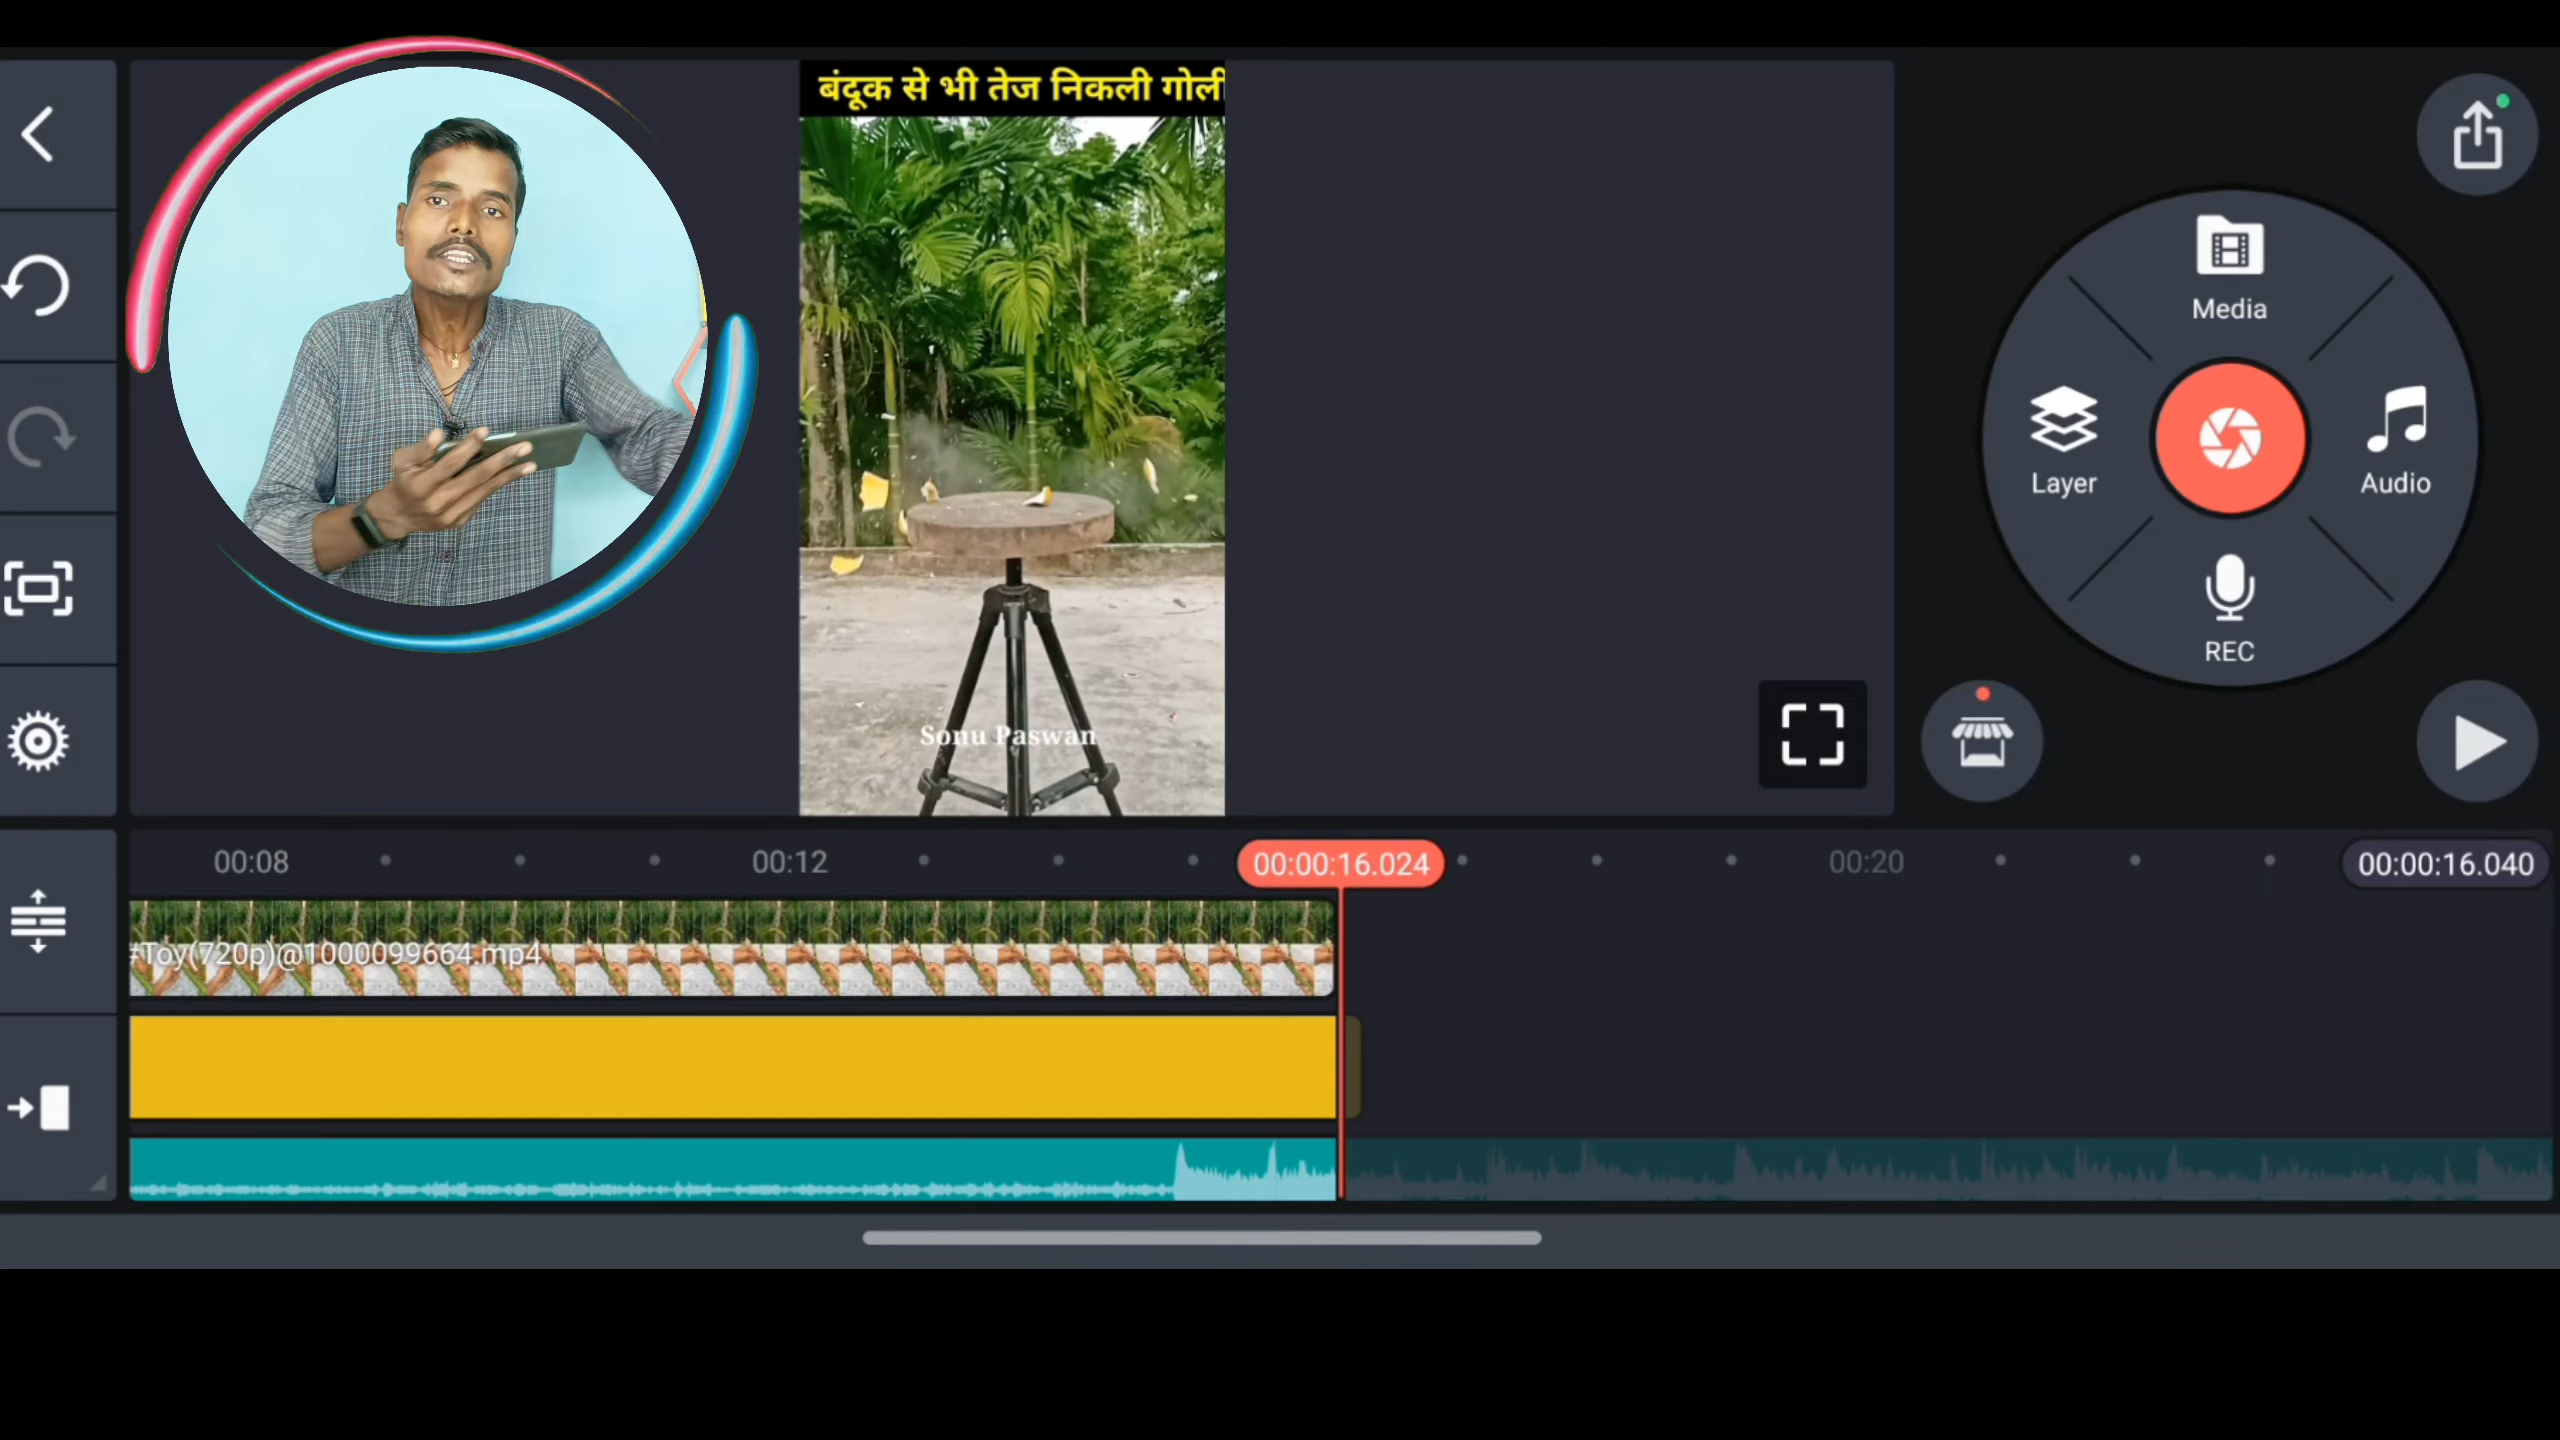 बंदूक से भी तेज निकली गोली
Media
Layer
Audio
REC
Sonu Paswan
00:08
00:12
00:00:16.024
00:20
00:00:16.040
#Toy(720p)@1000099664.mp4